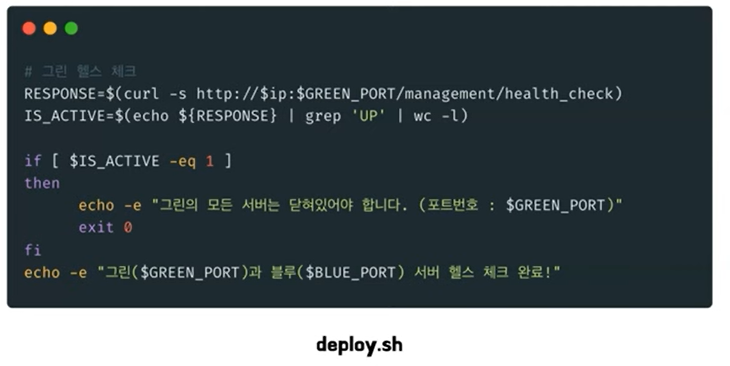 # 그린 헬스 체크
RESPONSE=$(curl -s http://$ip:$GREEN_PORT/management/health_check)
IS_ACTIVE=$(echo ${RESPONSE} | grep 'UP' | wc -l)
if [ $IS_ACTIVE -eq 1 ]
then
echo -e "그린의 모든 서버는 닫혀있어야 합니다. (포트번호 : $GREEN_PORT)"
exit 0
fi
echo -e "그린($GREEN_PORT)과 블루($BLUE_PORT) 서버 헬스 체크 완료!"
deploy.sh